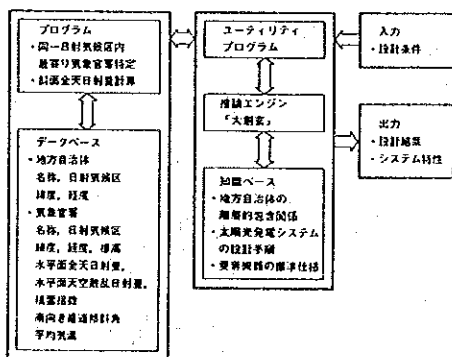 プログラム
・同一日射気候区内
最寄り気象官署特定
・斜面全天日射量計算
データベース
・地方自治体
名称，日射気候区
緯度，経度
・気象官署
名称，日射気候区
緯度，経度，標高
水平面全天日射量，
水平面天空散乱日射量，
積雪指数
南向き最適傾斜角
平均気温
ユーティリティ
プログラム
推論エンジン
「大創玄」
知識ベース
・地方自治体の
階層的包含関係
・太陽光発電システム
の設計手順
・要素機器の標準仕様
入力
・設計条件
出力
・設計結果
・システム特性